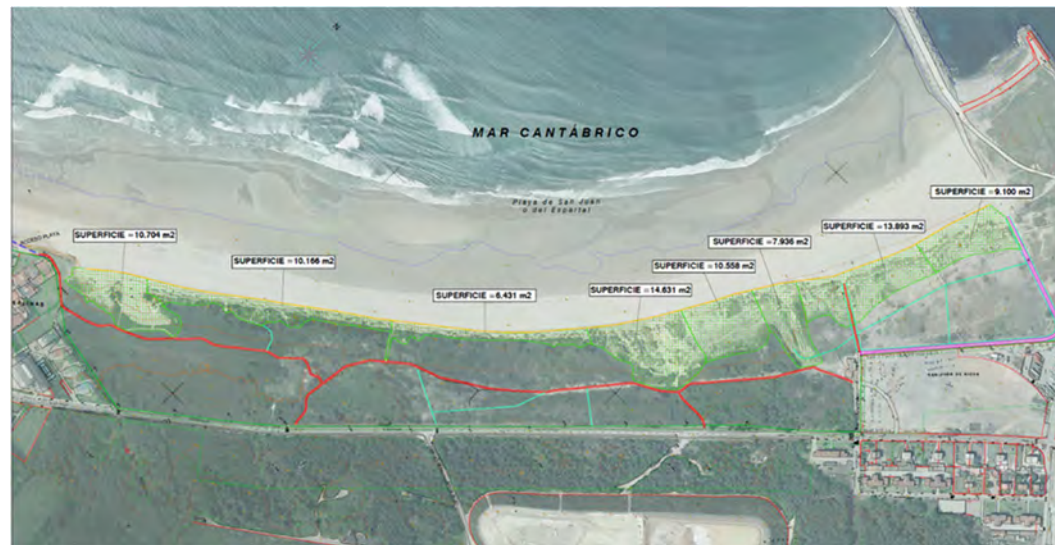 MAR CANTÁBRICO
Playa de San Juan
o del Espartal
SUPERFICIE = 9.100 m2
SUPERFICIE = 13.893 m2
SUPERFICIE = 10.704 m2
SUPERFICIE = 7.936 m2
SUPERFICIE = 10.166 m2
SUPERFICIE = 10.558 m2
SUPERFICIE = 14.631 m2
SUPERFICIE = 6.431 m2